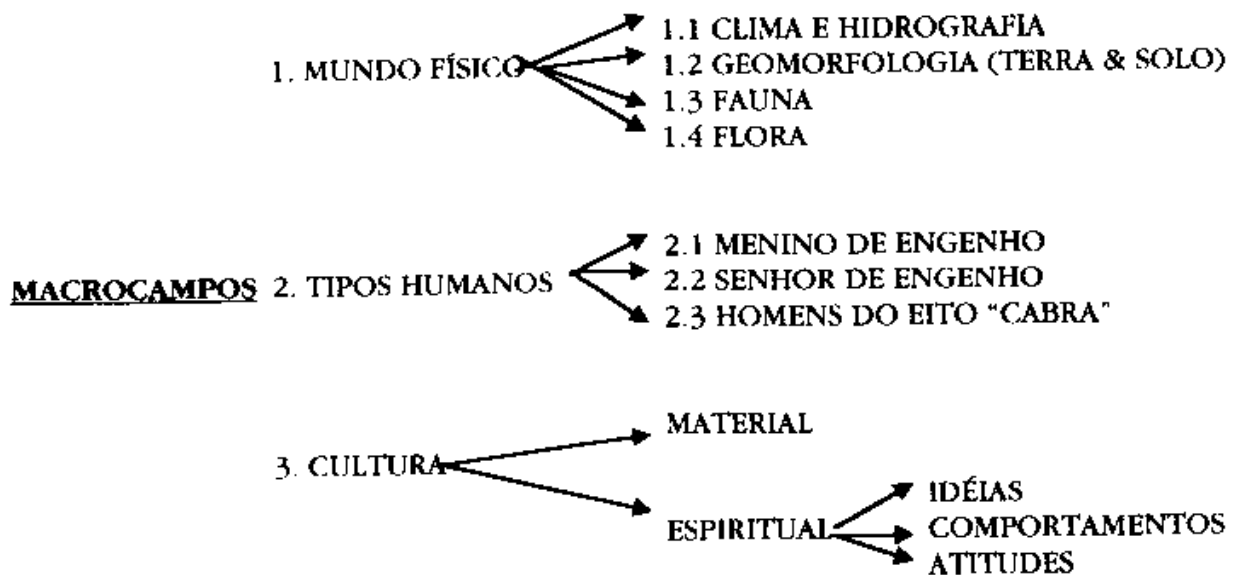 1.1 CLIMA E HIDROGRAFIA
1. MUNDO FÍSICO
1.2 GEOMORFOLOGIA (TERRA & SOLO)
1.3 FAUNA
1.4 FLORA
2.1 MENINO DE ENGENHO
MACROCAMPOS 2. TIPOS HUMANOS
2.2 SENHOR DE ENGENHO
2.3 HOMENS DO EITO "CABRA"
MATERIAL
3. CULTURA
IDÉIAS
ESPIRITUAL
COMPORTAMENTOS
ATITUDES